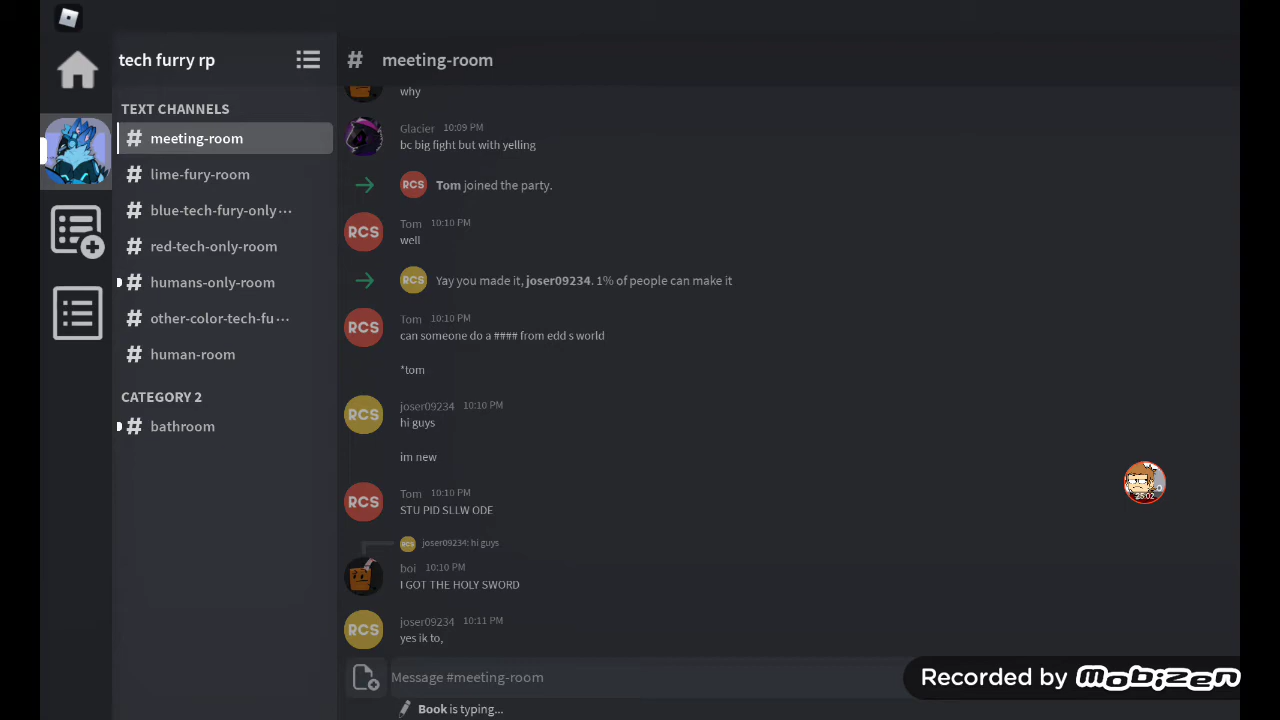 tech furry rp
TEXT CHANNELS
# meeting-room
# lime-fury-room
# blue-tech-fury-only···
# red-tech-only-room
# humans-only-room
# other-color-tech-fu···
# human-room
CATEGORY 2
# bathroom
# meeting-room
why
Glacier 10:09 PM
bc big fight but with yelling
RCS Tom joined the party.
RCS Tom 10:10 PM
well
RCS Yay you made it, joser09234. 1% of people can make it
RCS Tom 10:10 PM
can someone do a #### from edd s world
*tom
RCS joser09234 10:10 PM
hi guys
im new
RCS Tom 10:10 PM
STU PID SLLW ODE
RCS joser09234: hi guys
boi 10:10 PM
I GOT THE HOLY SWORD
RCS joser09234 10:11 PM
yes ik to,
Message #meeting-room
Book is typing...
25:02
Recorded by mobizen